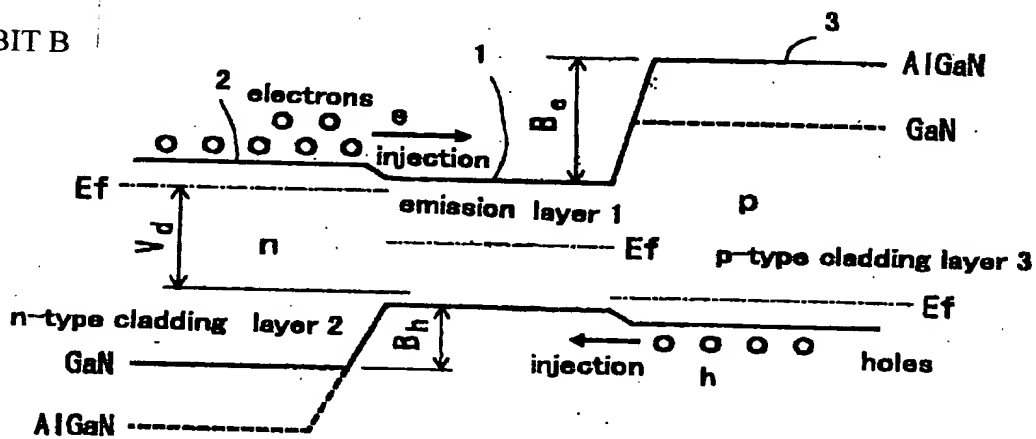 BIT B
3
1
AlGaN
2
electrons
e
injection
Be
GaN
Ef
emission layer 1
p
Vd
n
Ef
p-type cladding layer 3
Ef
n-type cladding layer 2
Bh
GaN
injection
h
holes
AlGaN